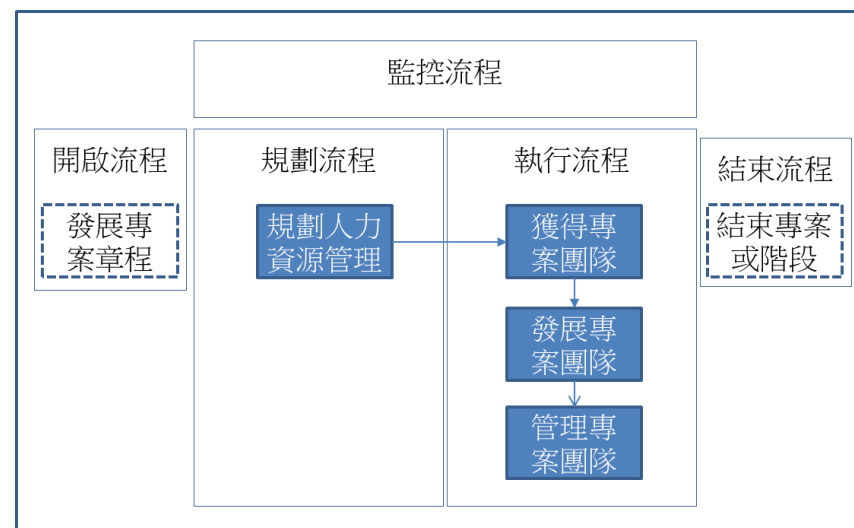 監控流程
開啟流程
發展專
案章程
規劃流程
規劃人力
資源管理
執行流程
獲得專
案團隊
發展專
案團隊
管理專
案團隊
結束流程
結束專案
或階段